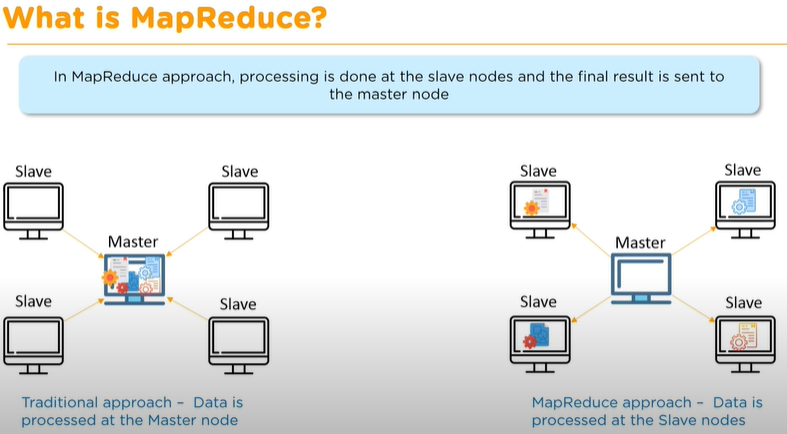 What is MapReduce?
In MapReduce approach, processing is done at the slave nodes and the final result is sent to
the master node
Slave
Slave
Master
Slave
Slave
Traditional approach – Data is
processed at the Master node
Slave
Slave
Master
Slave
Slave
MapReduce approach – Data is
processed at the Slave nodes